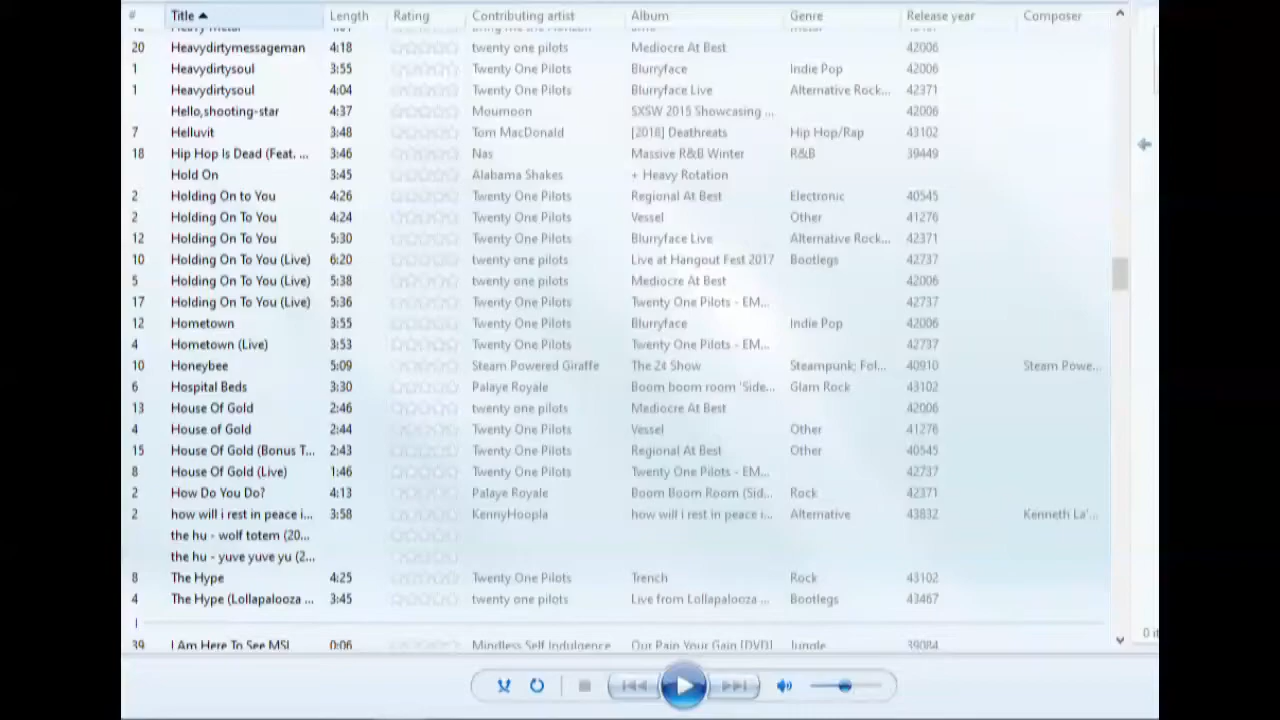 # Title Length Rating Contributing artist Album Genre Release year Composer
20 Heavydirtymessageman 4:18 twenty one pilots Mediocre At Best 42006
1 Heavydirtysoul 3:55 Twenty One Pilots Blurryface Indie Pop 42006
1 Heavydirtysoul 4:04 Twenty One Pilots Blurryface Live Alternative Rock... 42371
Hello,shooting-star 4:37 Moumoon SXSW 2015 Showcasing ... 42006
7 Helluvit 3:48 Tom MacDonald [2018] Deathreats Hip Hop/Rap 43102
18 Hip Hop Is Dead (Feat. ... 3:46 Nas Massive R&B Winter R&B 39449
Hold On 3:45 Alabama Shakes + Heavy Rotation
2 Holding On to You 4:26 Twenty One Pilots Regional At Best Electronic 40545
2 Holding On To You 4:24 Twenty One Pilots Vessel Other 41276
12 Holding On To You 5:30 Twenty One Pilots Blurryface Live Alternative Rock... 42371
10 Holding On To You (Live) 6:20 twenty one pilots Live at Hangout Fest 2017 Bootlegs 42737
5 Holding On To You (Live) 5:38 twenty one pilots Mediocre At Best 42006
17 Holding On To You (Live) 5:36 Twenty One Pilots Twenty One Pilots - EM... 42737
12 Hometown 3:55 Twenty One Pilots Blurryface Indie Pop 42006
4 Hometown (Live) 3:53 Twenty One Pilots Twenty One Pilots - EM... 42737
10 Honeybee 5:09 Steam Powered Giraffe The 2¢ Show Steampunk; Fol... 40910 Steam Powe...
6 Hospital Beds 3:30 Palaye Royale Boom boom room 'Side... Glam Rock 43102
13 House Of Gold 2:46 twenty one pilots Mediocre At Best 42006
4 House of Gold 2:44 Twenty One Pilots Vessel Other 41276
15 House Of Gold (Bonus T... 2:43 Twenty One Pilots Regional At Best Other 40545
8 House Of Gold (Live) 1:46 Twenty One Pilots Twenty One Pilots - EM... 42737
2 How Do You Do? 4:13 Palaye Royale Boom Boom Room (Sid... Rock 42371
2 how will i rest in peace i... 3:58 KennyHoopla how will i rest in peace i... Alternative 43832 Kenneth La'...
the hu - wolf totem (20...
the hu - yuve yuve yu (2...
8 The Hype 4:25 Twenty One Pilots Trench Rock 43102
4 The Hype (Lollapalooza ... 3:45 twenty one pilots Live from Lollapalooza ... Bootlegs 43467
I
39 I Am Here To See MSI 0:06 Mindless Self Indulgence Our Pain Your Gain [DVD] Jungle 39084